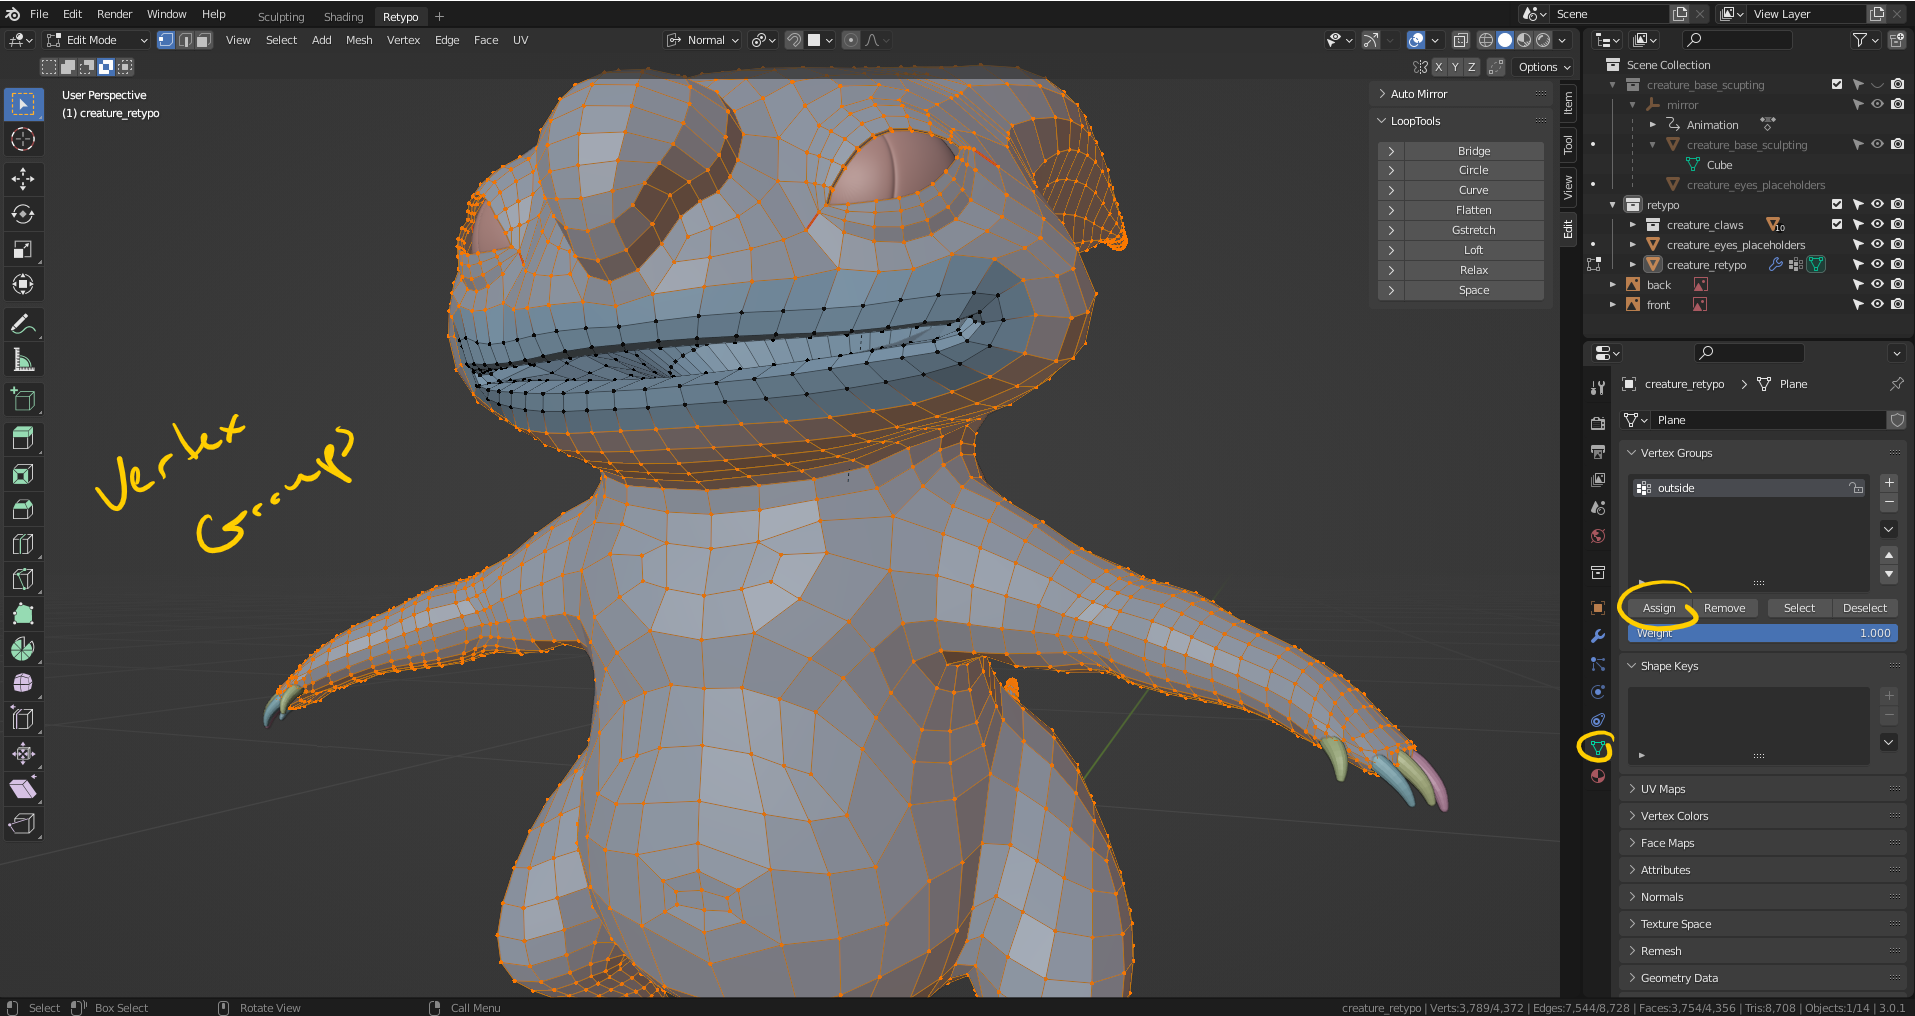 File Edit Render Window Help Sculpting Shading Retypo + Scene View Layer
Edit Mode View Select Add Mesh Vertex Edge Face UV Normal
X Y Z Options
User Perspective
(1) creature_retypo
Auto Mirror
LoopTools
Bridge
Circle
Curve
Flatten
Gstretch
Loft
Relax
Space
Item
Tool
View
Edit
Vertex
Groups
Scene Collection
creature_base_scupting
mirror
Animation
creature_base_sculpting
Cube
creature_eyes_placeholders
retypo
creature_claws 10
creature_eyes_placeholders
creature_retypo
back
front
creature_retypo > Plane
Plane
Vertex Groups
outside
Assign Remove Select Deselect
Weight 1.000
Shape Keys
UV Maps
Vertex Colors
Face Maps
Attributes
Normals
Texture Space
Remesh
Geometry Data
Select Box Select Rotate View Call Menu creature_retypo | Verts:3,789/4,372 | Edges:7,544/8,728 | Faces:3,754/4,356 | Tris:8,708 | Objects:1/14 | 3.0.1